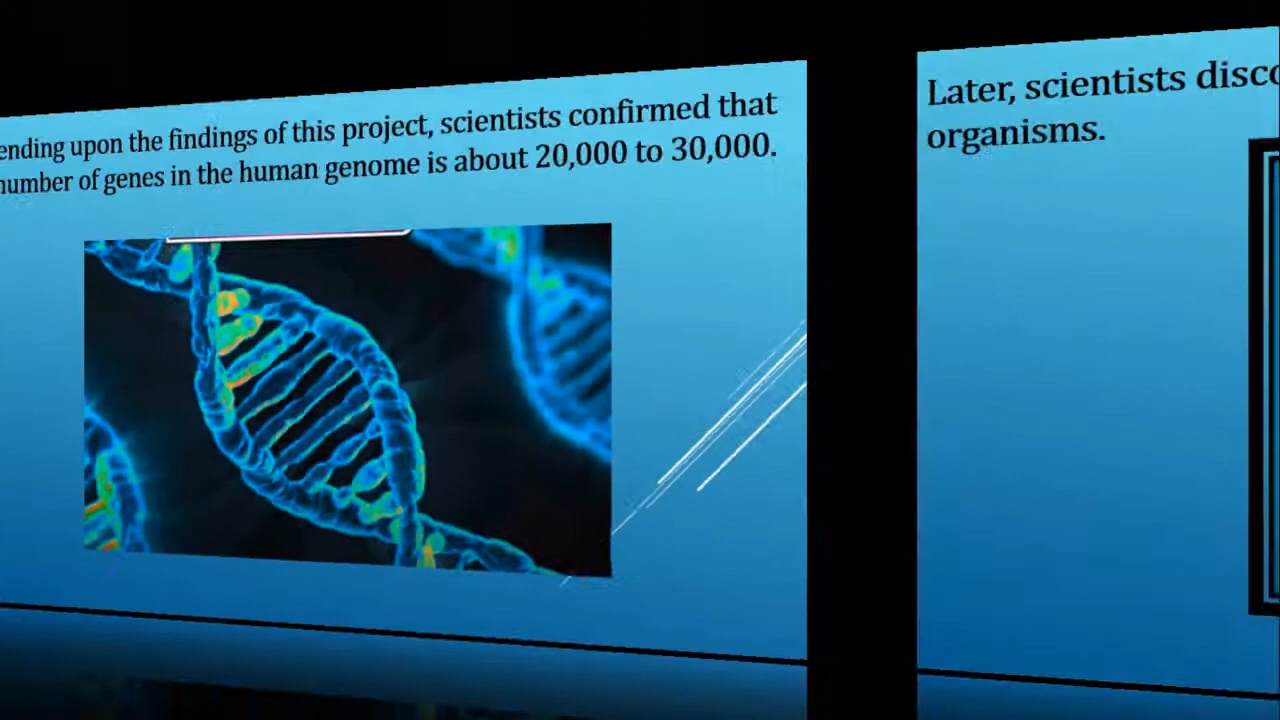 ending upon the findings of this project, scientists confirmed that
number of genes in the human genome is about 20,000 to 30,000.
Later, scientists disco
organisms.